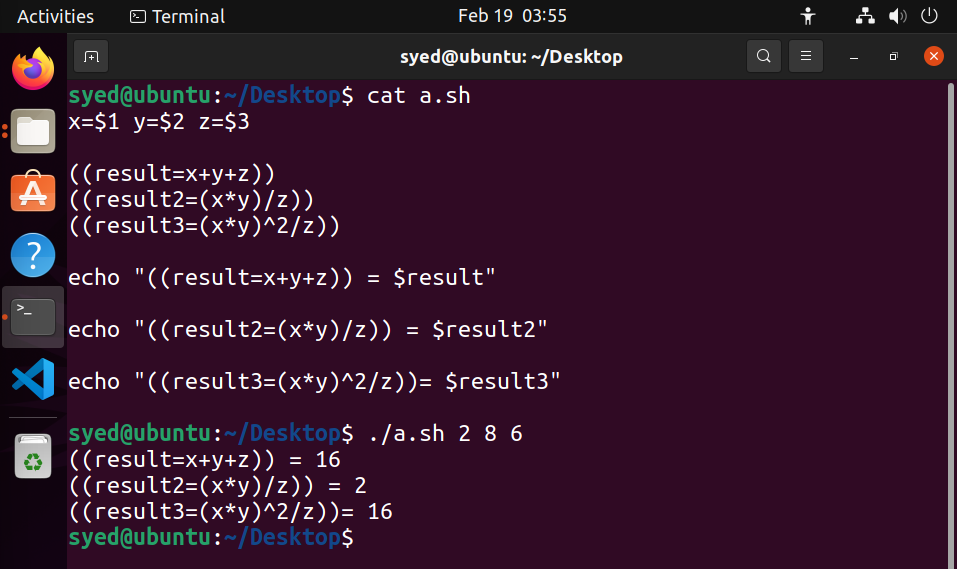 Activities Terminal Feb 19 03:55
syed@ubuntu: ~/Desktop
syed@ubuntu:~/Desktop$ cat a.sh
x=$1 y=$2 z=$3
((result=x+y+z))
((result2=(x*y)/z))
((result3=(x*y)^2/z))
echo "((result=x+y+z)) = $result"
echo "((result2=(x*y)/z)) = $result2"
echo "((result3=(x*y)^2/z))= $result3"
syed@ubuntu:~/Desktop$ ./a.sh 2 8 6
((result=x+y+z)) = 16
((result2=(x*y)/z)) = 2
((result3=(x*y)^2/z))= 16
syed@ubuntu:~/Desktop$